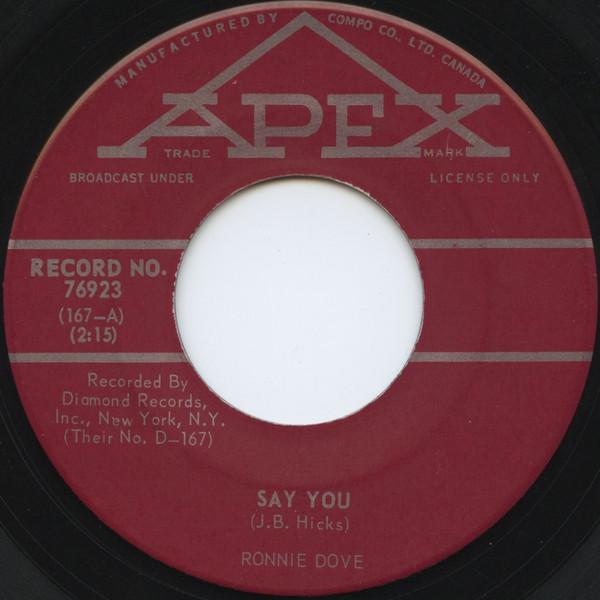 MANUFACTURED BY COMPO CO., LTD. CANADA
APEX
TRADE MARK
BROADCAST UNDER LICENSE ONLY
RECORD NO.
76923
(167-A)
(2:15)
Recorded By
Diamond Records,
Inc., New York, N.Y.
(Their No. D-167)
SAY YOU
(J.B. Hicks)
RONNIE DOVE